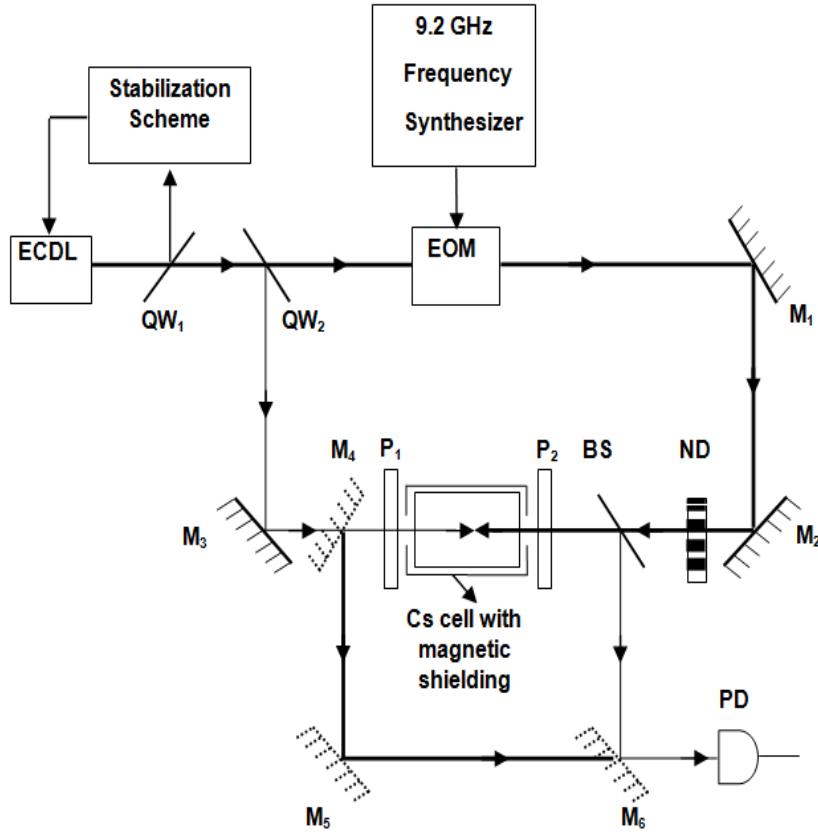 9.2 GHz
Frequency
Synthesizer
Stabilization
Scheme
ECDL
EOM
QW₁
QW₂
M₁
M₄
P₁
P₂
BS
ND
M₃
M₂
Cs cell with
magnetic
shielding
PD
M₅
M₆